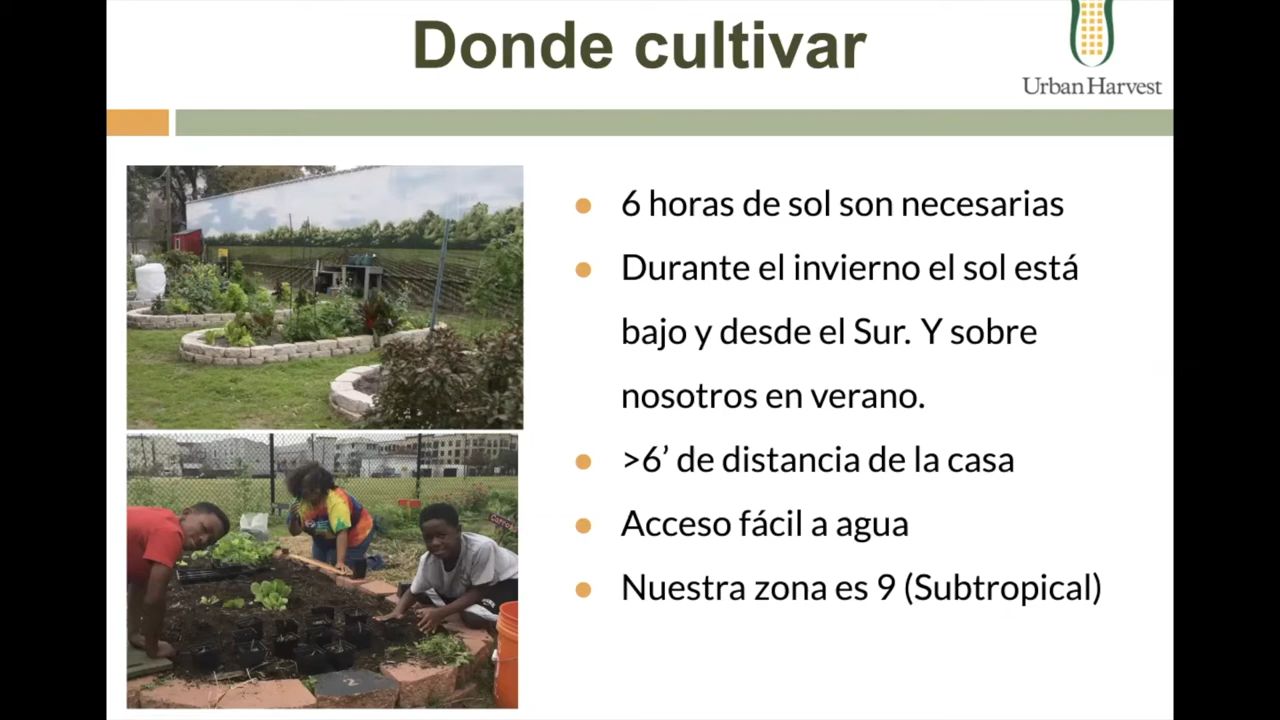 Donde cultivar
Urban Harvest
6 horas de sol son necesarias
Durante el invierno el sol está
bajo y desde el Sur. Y sobre
nosotros en verano.
>6’ de distancia de la casa
Acceso fácil a agua
Nuestra zona es 9 (Subtropical)
Carrots
2